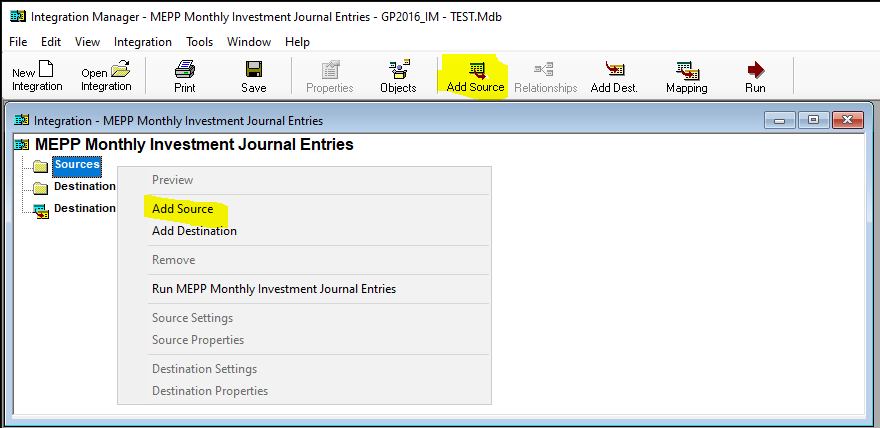 Integration Manager - MEPP Monthly Investment Journal Entries - GP2016_IM - TEST.Mdb
File Edit View Integration Tools Window Help
New Integration Open Integration Print Save Properties Objects Add Source Relationships Add Dest. Mapping Run
Integration - MEPP Monthly Investment Journal Entries
MEPP Monthly Investment Journal Entries
Sources
Destination
Destination
Preview
Add Source
Add Destination
Remove
Run MEPP Monthly Investment Journal Entries
Source Settings
Source Properties
Destination Settings
Destination Properties